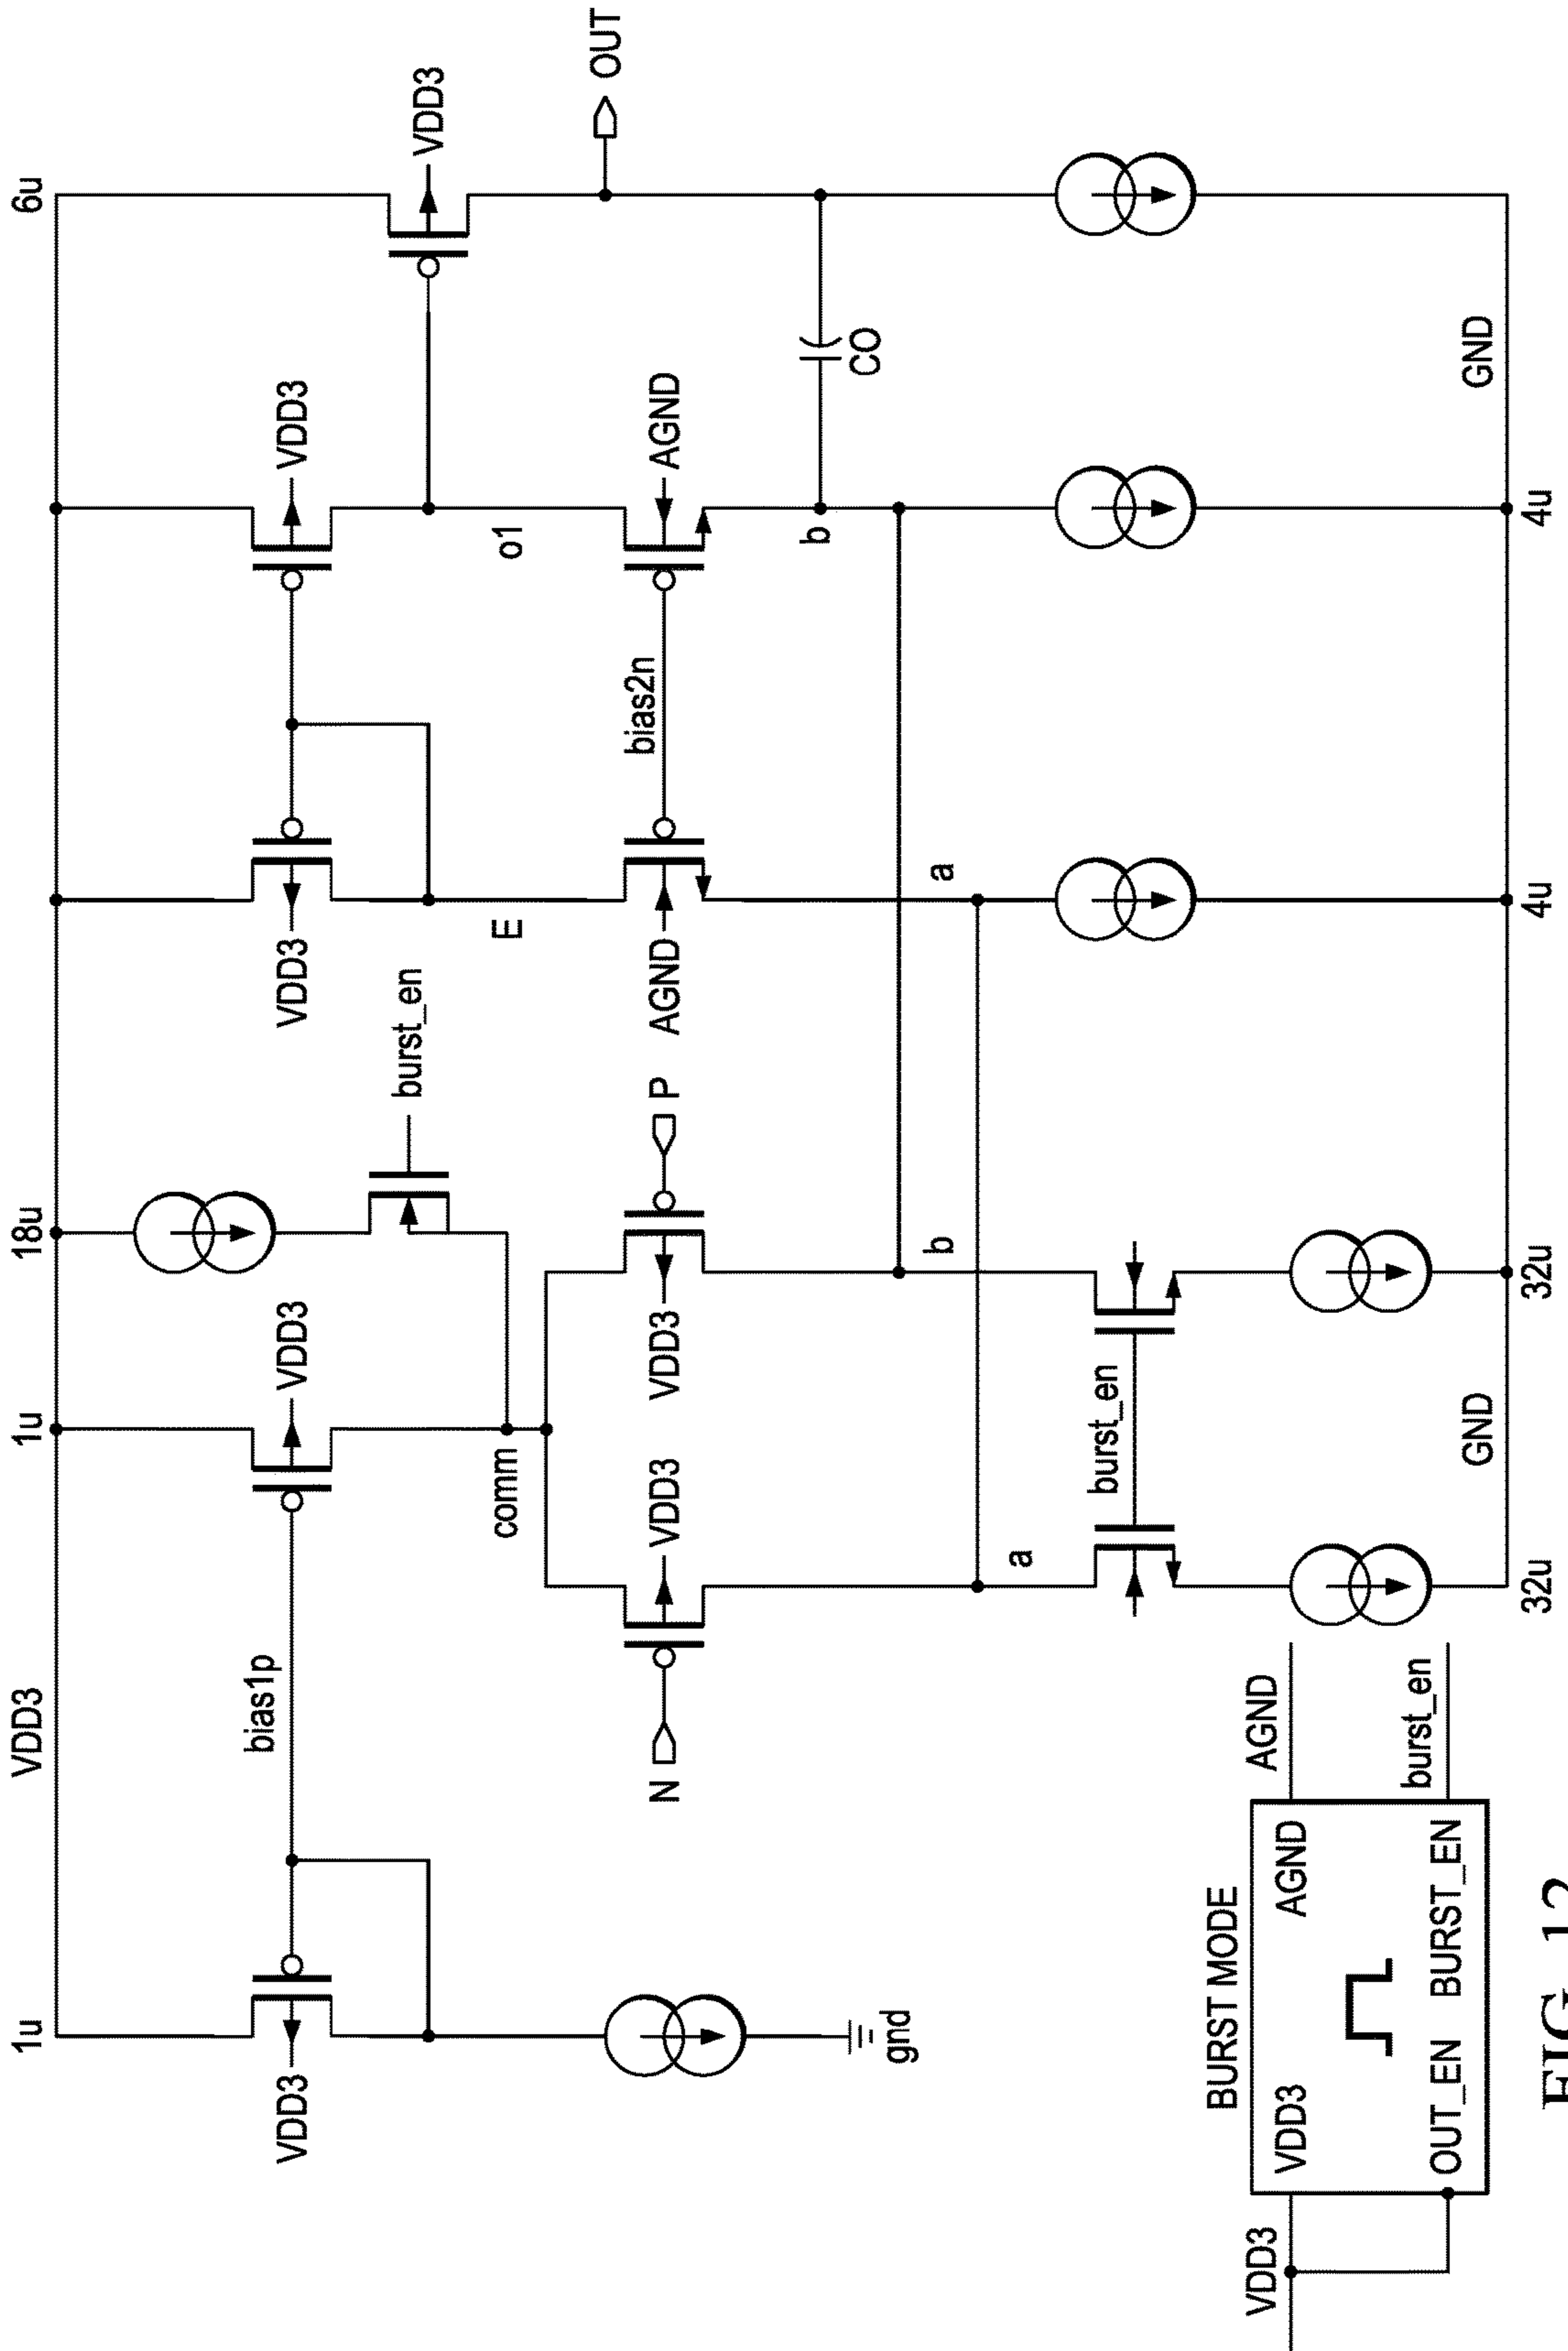 1u
VDD3
1u
18u
6u
VDD3
bias1p
VDD3
burst_en
VDD3
VDD3
VDD3
comm
E
o1
OUT
N
VDD3
VDD3
P
AGND
bias2n
AGND
gnd
a
b
a
b
CO
burst_en
BURST MODE
VDD3
VDD3
AGND
AGND
OUT_EN
BURST_EN
burst_en
GND
GND
32u
32u
4u
4u
FIG. 12